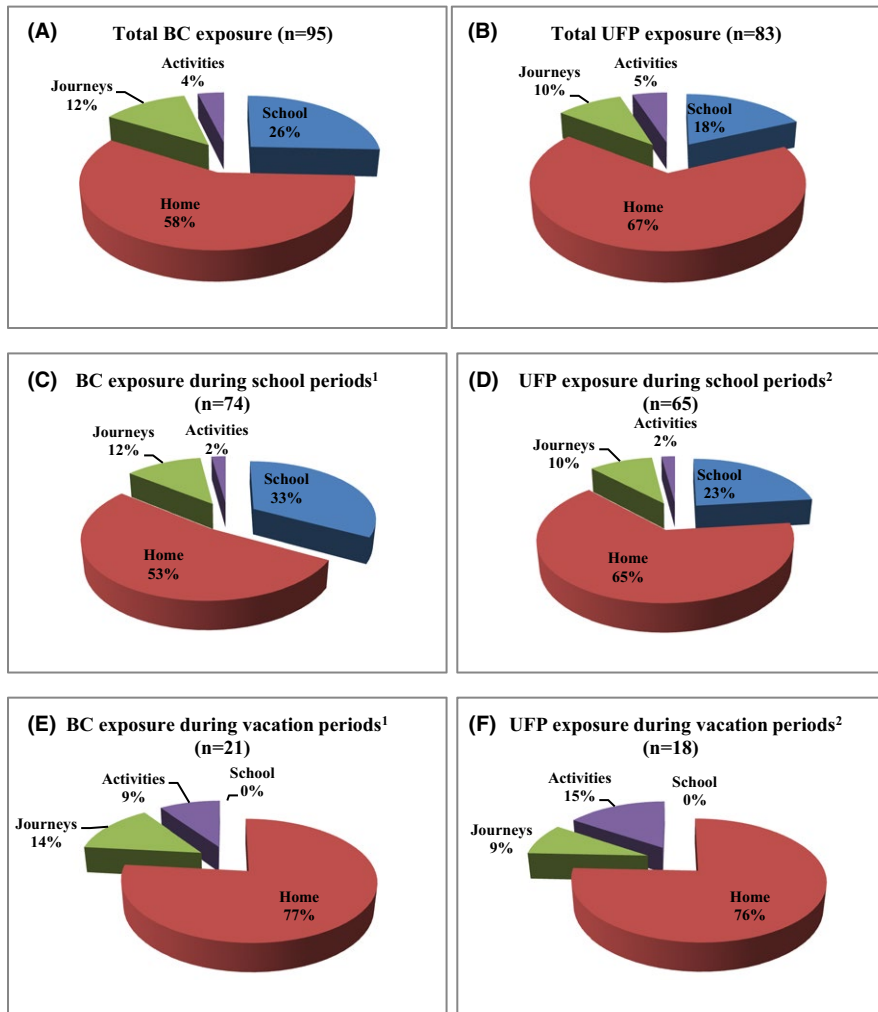 (A) Total BC exposure (n=95)
Activities
4%
Journeys
12%
School
26%
Home
58%
(B) Total UFP exposure (n=83)
Activities
5%
Journeys
10%
School
18%
Home
67%
(C) BC exposure during school periods¹
(n=74)
Activities
2%
Journeys
12%
School
33%
Home
53%
(D) UFP exposure during school periods²
(n=65)
Activities
2%
Journeys
10%
School
23%
Home
65%
(E) BC exposure during vacation periods¹
(n=21)
School
0%
Activities
9%
Journeys
14%
Home
77%
(F) UFP exposure during vacation periods²
(n=18)
School
0%
Activities
15%
Journeys
9%
Home
76%